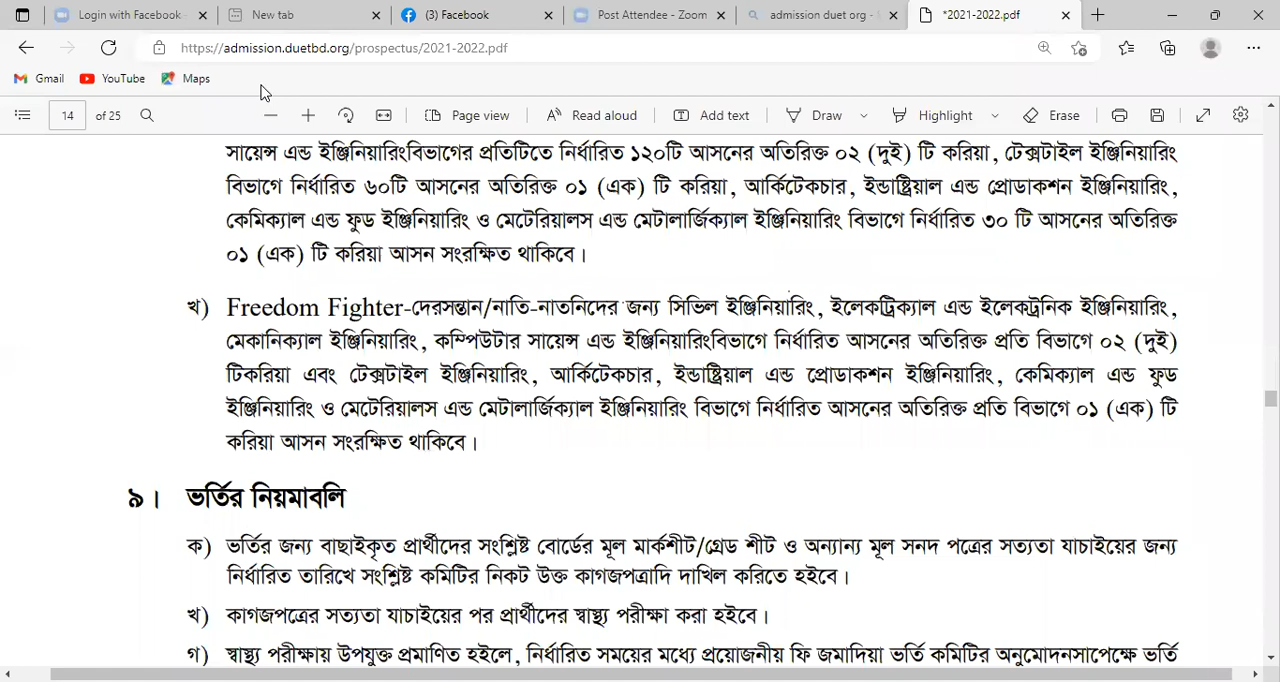 Login with Facebook
New tab
(3) Facebook
Post Attendee - Zoom
admission duet org -
*2021-2022.pdf
https://admission.duetbd.org/prospectus/2021-2022.pdf
Gmail YouTube Maps
14 of 25 Page view Read aloud Add text Draw Highlight Erase
সায়েন্স এন্ড ইঞ্জিনিয়ারিংবিভাগের প্রতিটিতে নির্ধারিত ১২০টি আসনের অতিরিক্ত ০২ (দুই) টি করিয়া, টেক্সটাইল ইঞ্জিনিয়ারিং
বিভাগে নির্ধারিত ৬০টি আসনের অতিরিক্ত ০১ (এক) টি করিয়া, আর্কিটেকচার, ইন্ডাষ্ট্রিয়াল এন্ড প্রোডাকশন ইঞ্জিনিয়ারিং,
কেমিক্যাল এন্ড ফুড ইঞ্জিনিয়ারিং ও মেটেরিয়ালস এন্ড মেটালার্জিক্যাল ইঞ্জিনিয়ারিং বিভাগে নির্ধারিত ৩০ টি আসনের অতিরিক্ত
০১ (এক) টি করিয়া আসন সংরক্ষিত থাকিবে।
খ) Freedom Fighter-দেরসন্তান/নাতি-নাতনিদের জন্য সিভিল ইঞ্জিনিয়ারিং, ইলেকট্রিক্যাল এন্ড ইলেকট্রনিক ইঞ্জিনিয়ারিং,
মেকানিক্যাল ইঞ্জিনিয়ারিং, কম্পিউটার সায়েন্স এন্ড ইঞ্জিনিয়ারিংবিভাগে নির্ধারিত আসনের অতিরিক্ত প্রতি বিভাগে ০২ (দুই)
টিকরিয়া এবং টেক্সটাইল ইঞ্জিনিয়ারিং, আর্কিটেকচার, ইন্ডাষ্ট্রিয়াল এন্ড প্রোডাকশন ইঞ্জিনিয়ারিং, কেমিক্যাল এন্ড ফুড
ইঞ্জিনিয়ারিং ও মেটেরিয়ালস এন্ড মেটালার্জিক্যাল ইঞ্জিনিয়ারিং বিভাগে নির্ধারিত আসনের অতিরিক্ত প্রতি বিভাগে ০১ (এক) টি
করিয়া আসন সংরক্ষিত থাকিবে।
৯। ভর্তির নিয়মাবলি
ক) ভর্তির জন্য বাছাইকৃত প্রার্থীদের সংশ্লিষ্ট বোর্ডের মূল মার্কশীট/গ্রেড শীট ও অন্যান্য মূল সনদ পত্রের সত্যতা যাচাইয়ের জন্য
নির্ধারিত তারিখে সংশ্লিষ্ট কমিটির নিকট উক্ত কাগজপত্রাদি দাখিল করিতে হইবে।
খ) কাগজপত্রের সত্যতা যাচাইয়ের পর প্রার্থীদের স্বাস্থ্য পরীক্ষা করা হইবে।
গ) স্বাস্থ্য পরীক্ষায় উপযুক্ত প্রমাণিত হইলে, নির্ধারিত সময়ের মধ্যে প্রয়োজনীয় ফি জমাদিয়া ভর্তি কমিটির অনুমোদনসাপেক্ষে ভর্তি